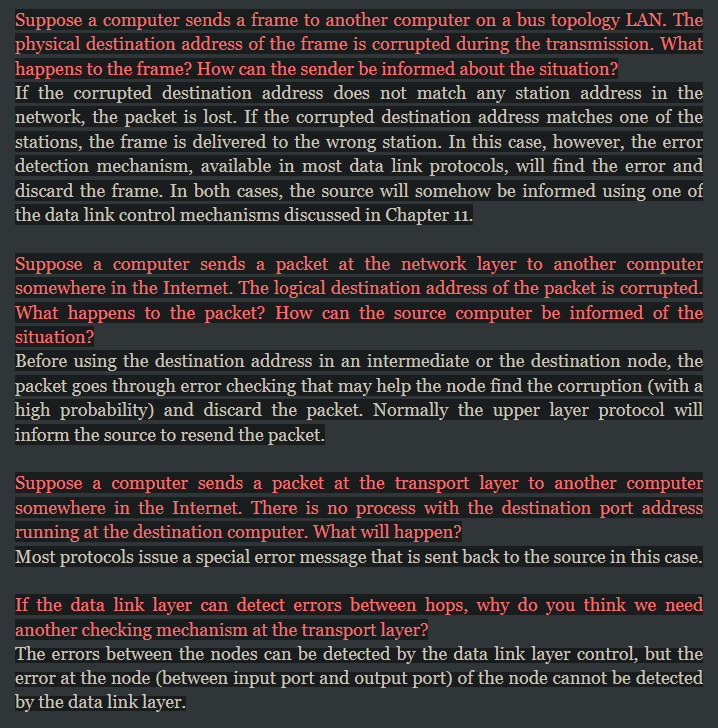 Suppose a computer sends a frame to another computer on a bus topology LAN. The
physical destination address of the frame is corrupted during the transmission. What
happens to the frame? How can the sender be informed about the situation?
If the corrupted destination address does not match any station address in the
network, the packet is lost. If the corrupted destination address matches one of the
stations, the frame is delivered to the wrong station. In this case, however, the error
detection mechanism, available in most data link protocols, will find the error and
discard the frame. In both cases, the source will somehow be informed using one of
the data link control mechanisms discussed in Chapter 11.
Suppose a computer sends a packet at the network layer to another computer
somewhere in the Internet. The logical destination address of the packet is corrupted.
What happens to the packet? How can the source computer be informed of the
situation?
Before using the destination address in an intermediate or the destination node, the
packet goes through error checking that may help the node find the corruption (with a
high probability) and discard the packet. Normally the upper layer protocol will
inform the source to resend the packet.
Suppose a computer sends a packet at the transport layer to another computer
somewhere in the Internet. There is no process with the destination port address
running at the destination computer. What will happen?
Most protocols issue a special error message that is sent back to the source in this case.
If the data link layer can detect errors between hops, why do you think we need
another checking mechanism at the transport layer?
The errors between the nodes can be detected by the data link layer control, but the
error at the node (between input port and output port) of the node cannot be detected
by the data link layer.